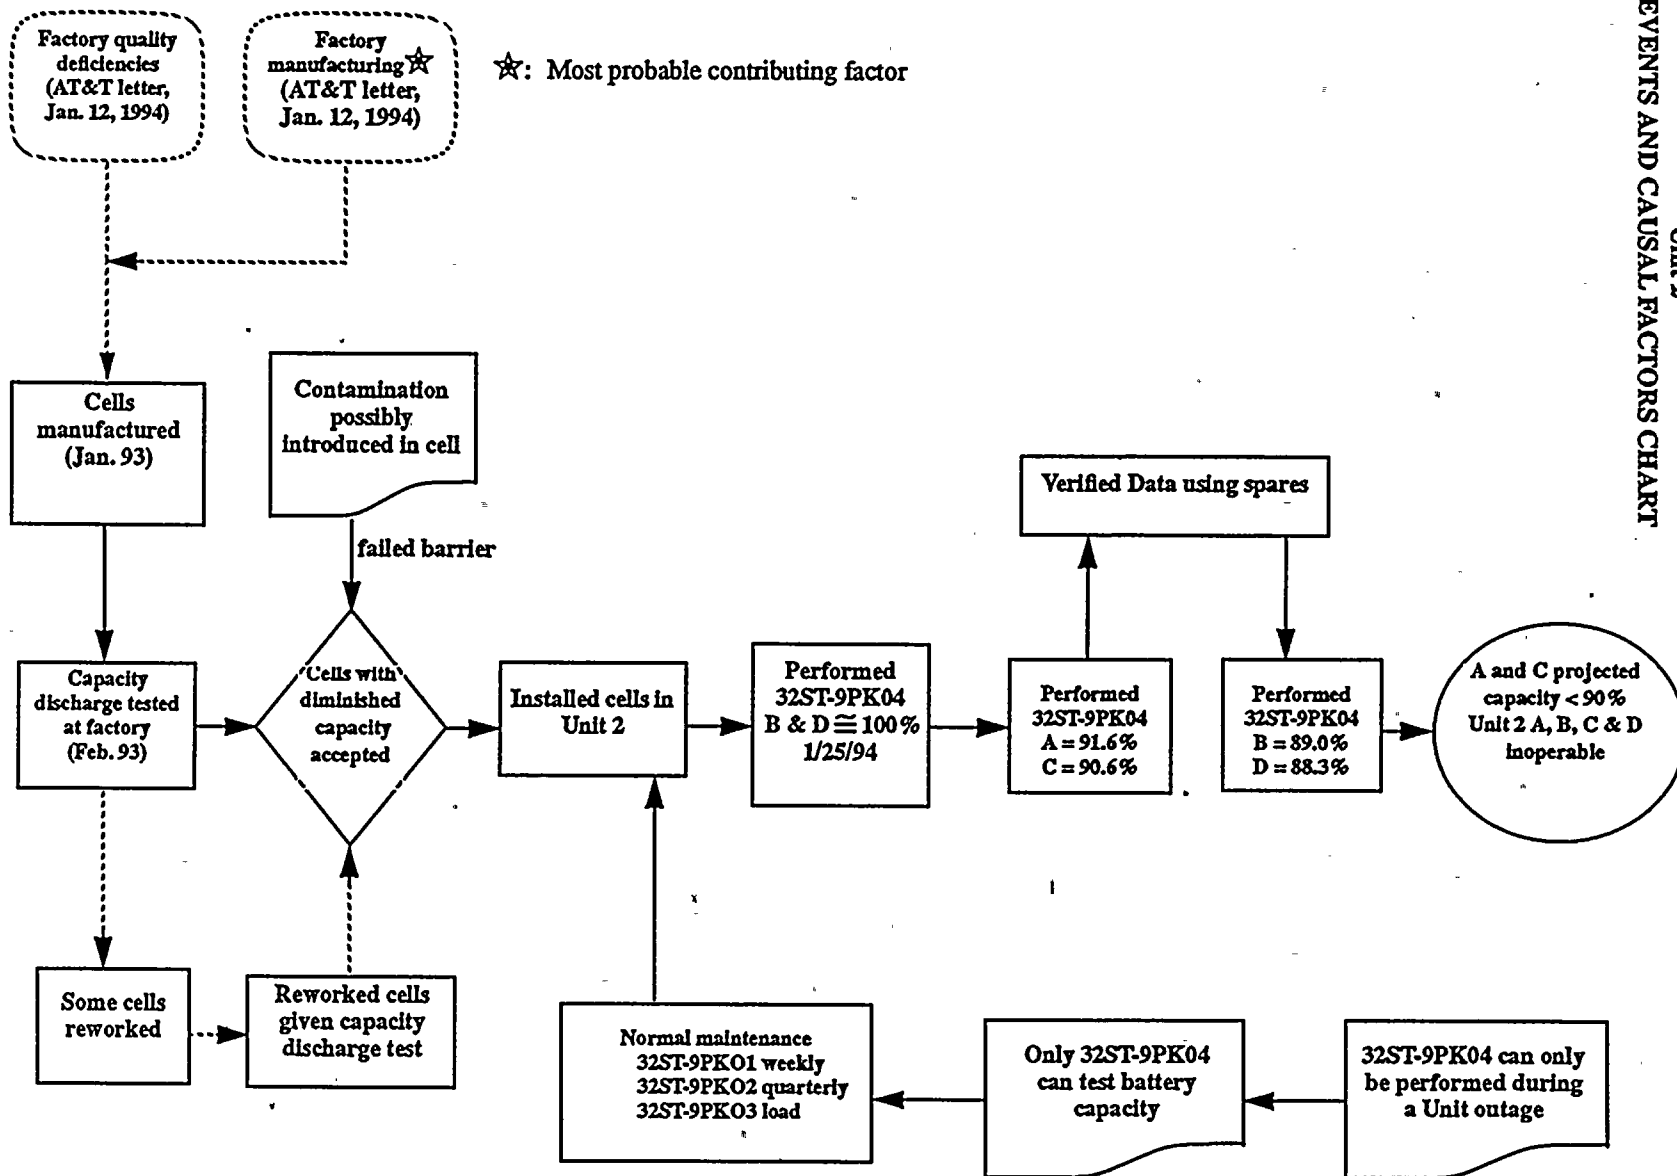 Unit 2
EVENTS AND CAUSAL FACTORS CHART
Factory quality
deficiencies
(AT&T letter,
Jan. 12, 1994)
Factory
manufacturing ☆
(AT&T letter,
Jan. 12, 1994)
☆: Most probable contributing factor
Cells
manufactured
(Jan. 93)
Contamination
possibly
introduced in cell
failed barrier
Verified Data using spares
Capacity
discharge tested
at factory
(Feb. 93)
Cells with
diminished
capacity
accepted
Installed cells in
Unit 2
Performed
32ST-9PK04
B & D ≅ 100%
1/25/94
Performed
32ST-9PK04
A = 91.6%
C = 90.6%
Performed
32ST-9PK04
B = 89.0%
D = 88.3%
A and C projected
capacity < 90%
Unit 2 A, B, C & D
inoperable
Some cells
reworked
Reworked cells
given capacity
discharge test
Normal maintenance
32ST-9PKO1 weekly
32ST-9PKO2 quarterly
32ST-9PKO3 load
Only 32ST-9PK04
can test battery
capacity
32ST-9PK04 can only
be performed during
a Unit outage